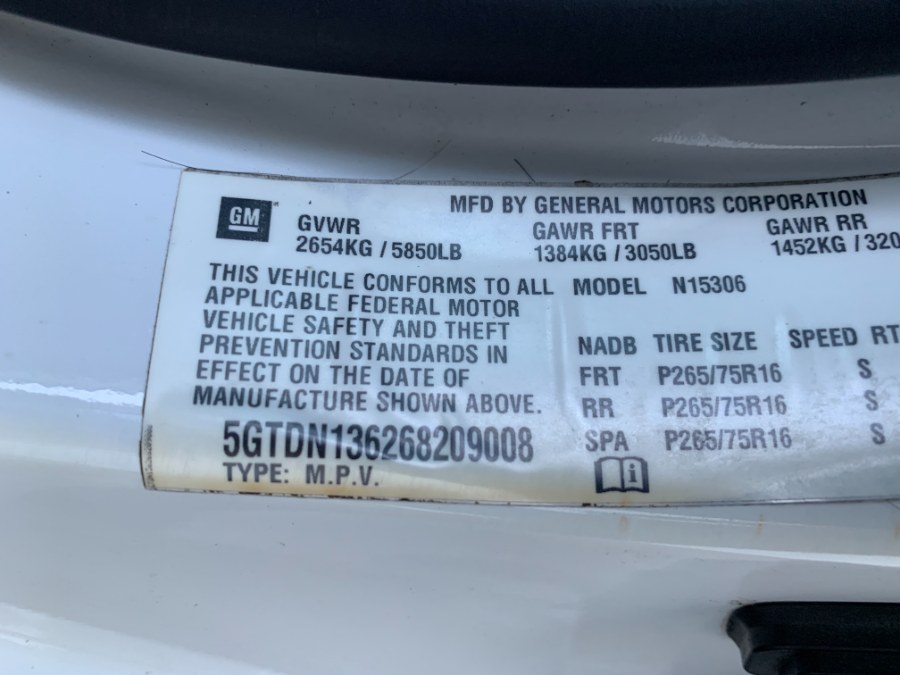 GM
MFD BY GENERAL MOTORS CORPORATION
GVWR GAWR FRT GAWR RR
2654KG / 5850LB 1384KG / 3050LB 1452KG / 320
THIS VEHICLE CONFORMS TO ALL MODEL N15306
APPLICABLE FEDERAL MOTOR
VEHICLE SAFETY AND THEFT
PREVENTION STANDARDS IN NADB TIRE SIZE SPEED RT
EFFECT ON THE DATE OF FRT P265/75R16 S
MANUFACTURE SHOWN ABOVE. RR P265/75R16 S
5GTDN136268209008 SPA P265/75R16 S
TYPE: M.P.V.